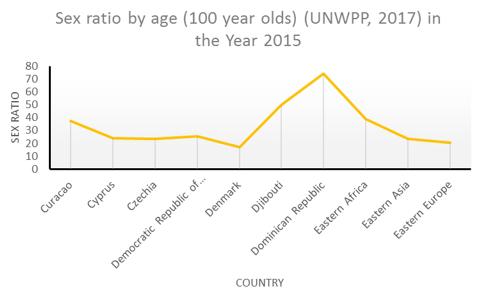 Sex ratio by age (100 year olds) (UNWPP, 2017) in
the Year 2015
SEX RATIO
80
70
60
50
40
30
20
10
0
Curacao
Cyprus
Czechia
Democratic Republic of...
Denmark
Djibouti
Dominican Republic
Eastern Africa
Eastern Asia
Eastern Europe
COUNTRY